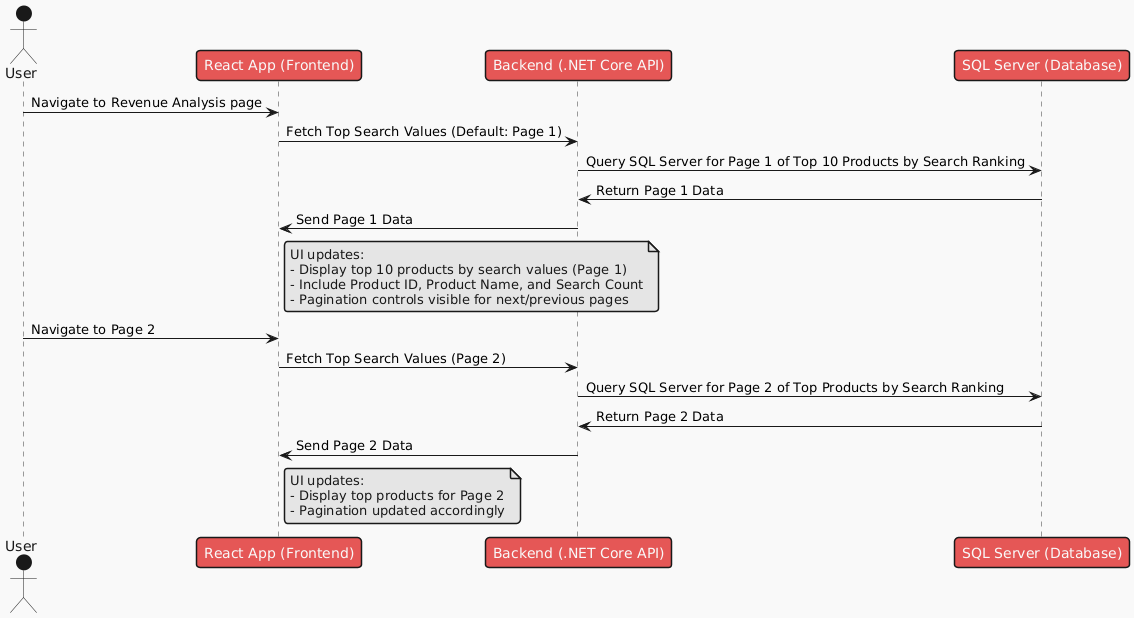 User
React App (Frontend)
Backend (.NET Core API)
SQL Server (Database)
Navigate to Revenue Analysis page
Fetch Top Search Values (Default: Page 1)
Query SQL Server for Page 1 of Top 10 Products by Search Ranking
Return Page 1 Data
Send Page 1 Data
UI updates:
- Display top 10 products by search values (Page 1)
- Include Product ID, Product Name, and Search Count
- Pagination controls visible for next/previous pages
Navigate to Page 2
Fetch Top Search Values (Page 2)
Query SQL Server for Page 2 of Top Products by Search Ranking
Return Page 2 Data
Send Page 2 Data
UI updates:
- Display top products for Page 2
- Pagination updated accordingly
User
React App (Frontend)
Backend (.NET Core API)
SQL Server (Database)